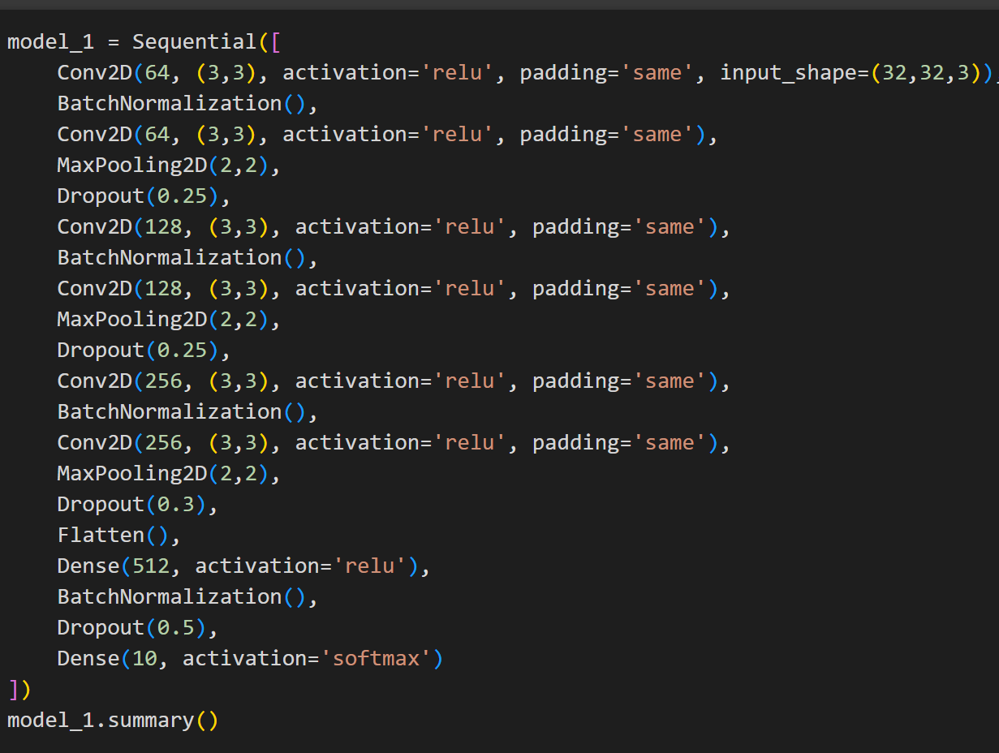 model_1 = Sequential([
    Conv2D(64, (3,3), activation='relu', padding='same', input_shape=(32,32,3)),
    BatchNormalization(),
    Conv2D(64, (3,3), activation='relu', padding='same'),
    MaxPooling2D(2,2),
    Dropout(0.25),
    Conv2D(128, (3,3), activation='relu', padding='same'),
    BatchNormalization(),
    Conv2D(128, (3,3), activation='relu', padding='same'),
    MaxPooling2D(2,2),
    Dropout(0.25),
    Conv2D(256, (3,3), activation='relu', padding='same'),
    BatchNormalization(),
    Conv2D(256, (3,3), activation='relu', padding='same'),
    MaxPooling2D(2,2),
    Dropout(0.3),
    Flatten(),
    Dense(512, activation='relu'),
    BatchNormalization(),
    Dropout(0.5),
    Dense(10, activation='softmax')
])
model_1.summary()